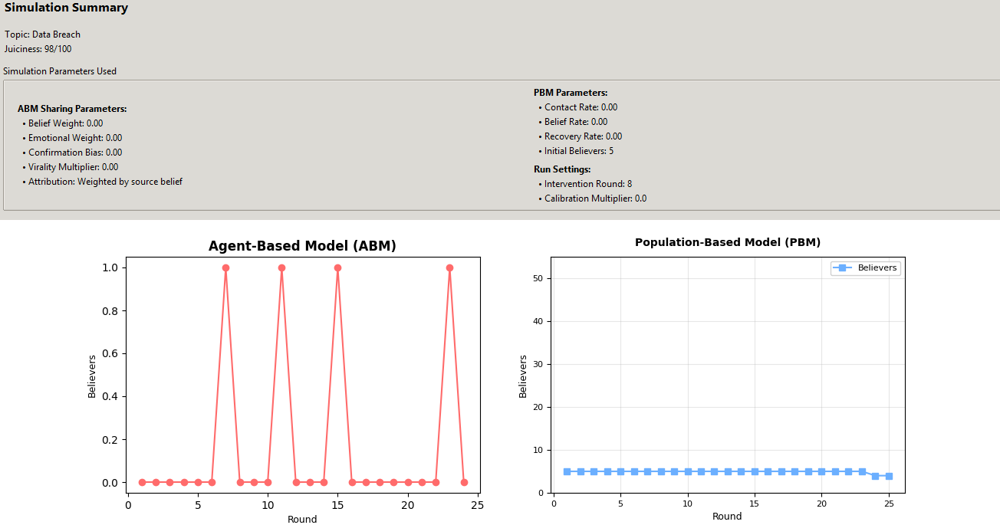 Simulation Summary
Topic: Data Breach
Juiciness: 98/100
Simulation Parameters Used
ABM Sharing Parameters:
• Belief Weight: 0.00
• Emotional Weight: 0.00
• Confirmation Bias: 0.00
• Virality Multiplier: 0.00
• Attribution: Weighted by source belief
PBM Parameters:
• Contact Rate: 0.00
• Belief Rate: 0.00
• Recovery Rate: 0.00
• Initial Believers: 5
Run Settings:
• Intervention Round: 8
• Calibration Multiplier: 0.0
Agent-Based Model (ABM)
1.0
0.8
0.6
0.4
0.2
0.0
Believers
0 5 10 15 20 25
Round
Population-Based Model (PBM)
Believers
50
40
30
20
10
0
Believers
0 5 10 15 20 25
Round